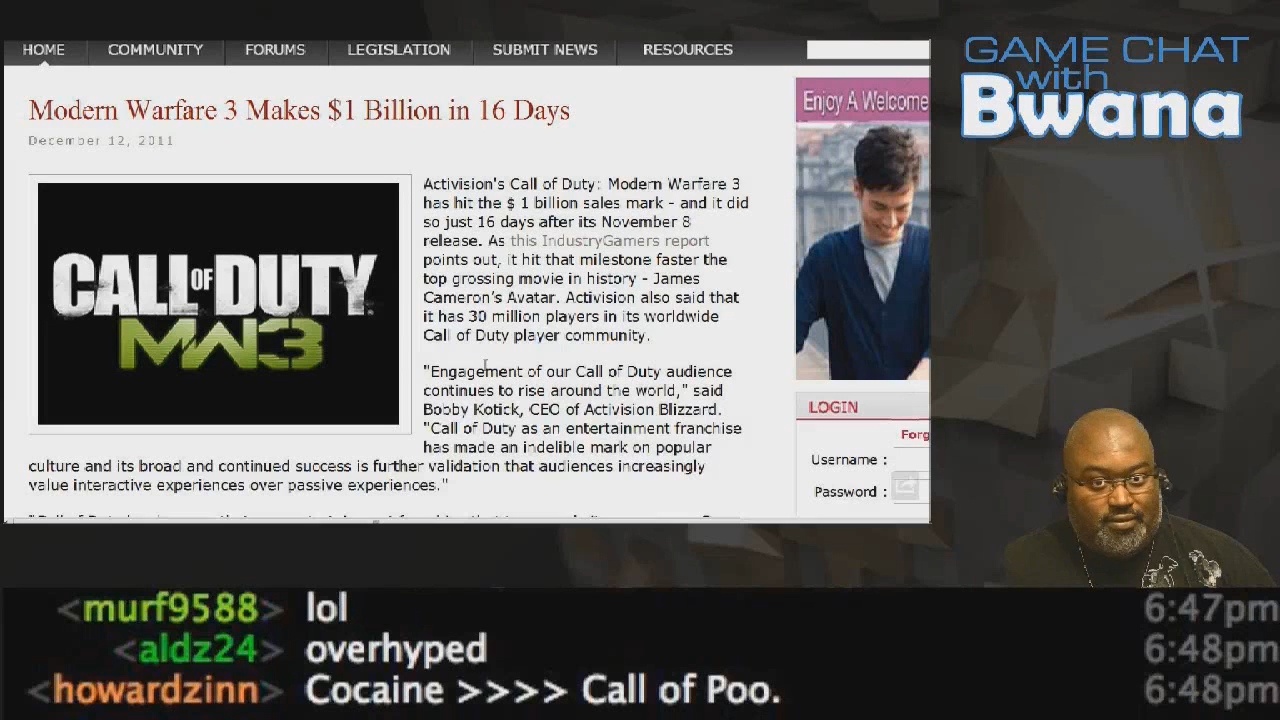 HOME COMMUNITY FORUMS LEGISLATION SUBMIT NEWS RESOURCES
GAME CHAT
with
Bwana
Modern Warfare 3 Makes $1 Billion in 16 Days
December 12, 2011
Enjoy A Welcome
CALL OF DUTY
MW3
Activision's Call of Duty: Modern Warfare 3
has hit the $ 1 billion sales mark - and it did
so just 16 days after its November 8
release. As this IndustryGamers report
points out, it hit that milestone faster the
top grossing movie in history - James
Cameron's Avatar. Activision also said that
it has 30 million players in its worldwide
Call of Duty player community.
"Engagement of our Call of Duty audience
continues to rise around the world," said
Bobby Kotick, CEO of Activision Blizzard.
"Call of Duty as an entertainment franchise
has made an indelible mark on popular
culture and its broad and continued success is further validation that audiences increasingly
value interactive experiences over passive experiences."
LOGIN
Forg
Username :
Password :
<murf9588> lol 6:47pm
<aldz24> overhyped 6:48pm
<howardzinn> Cocaine >>>> Call of Poo. 6:48pm